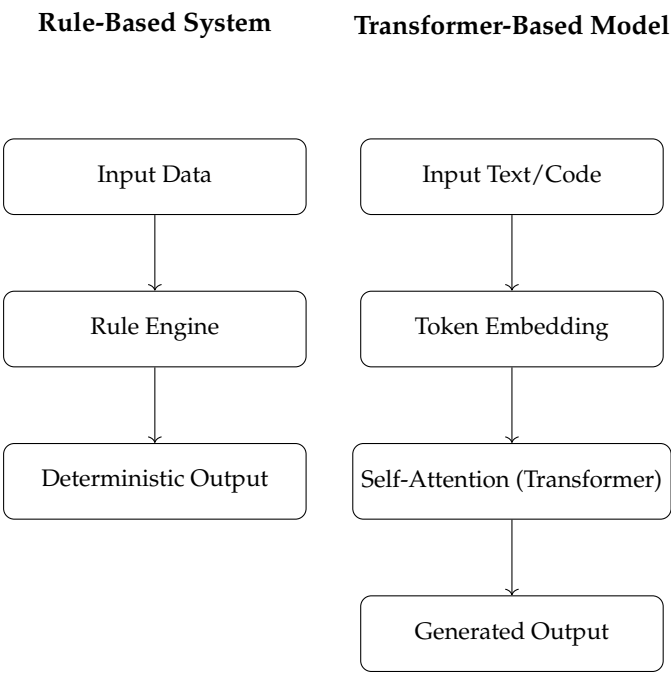 Rule-Based System
Transformer-Based Model
Input Data
Input Text/Code
Rule Engine
Token Embedding
Deterministic Output
Self-Attention (Transformer)
Generated Output